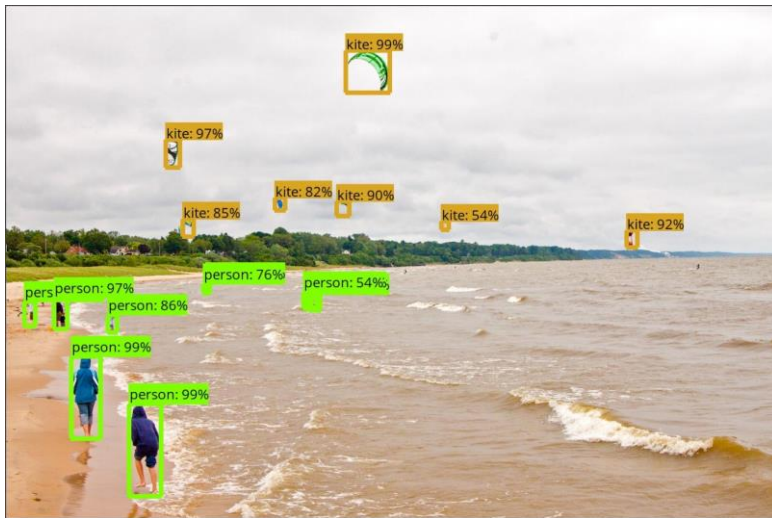 kite: 99%
kite: 97%
kite: 82%
kite: 90%
kite: 85%
kite: 54%
kite: 92%
person: 76%
person: 54%
person: 97%
person: 86%
person: 99%
person: 99%